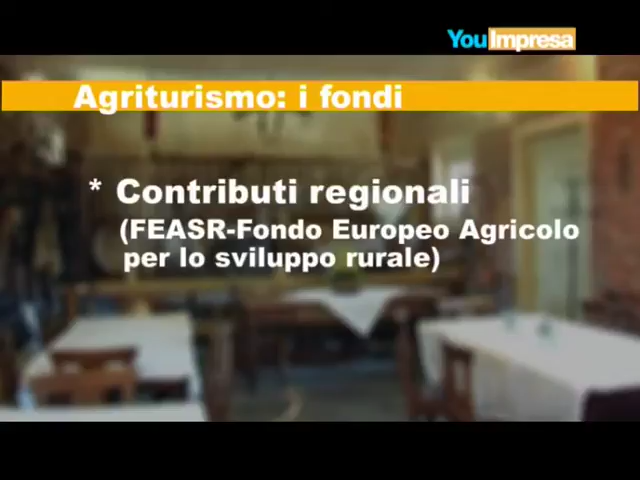 YouImpresa
Agriturismo: i fondi
* Contributi regionali
(FEASR-Fondo Europeo Agricolo
per lo sviluppo rurale)